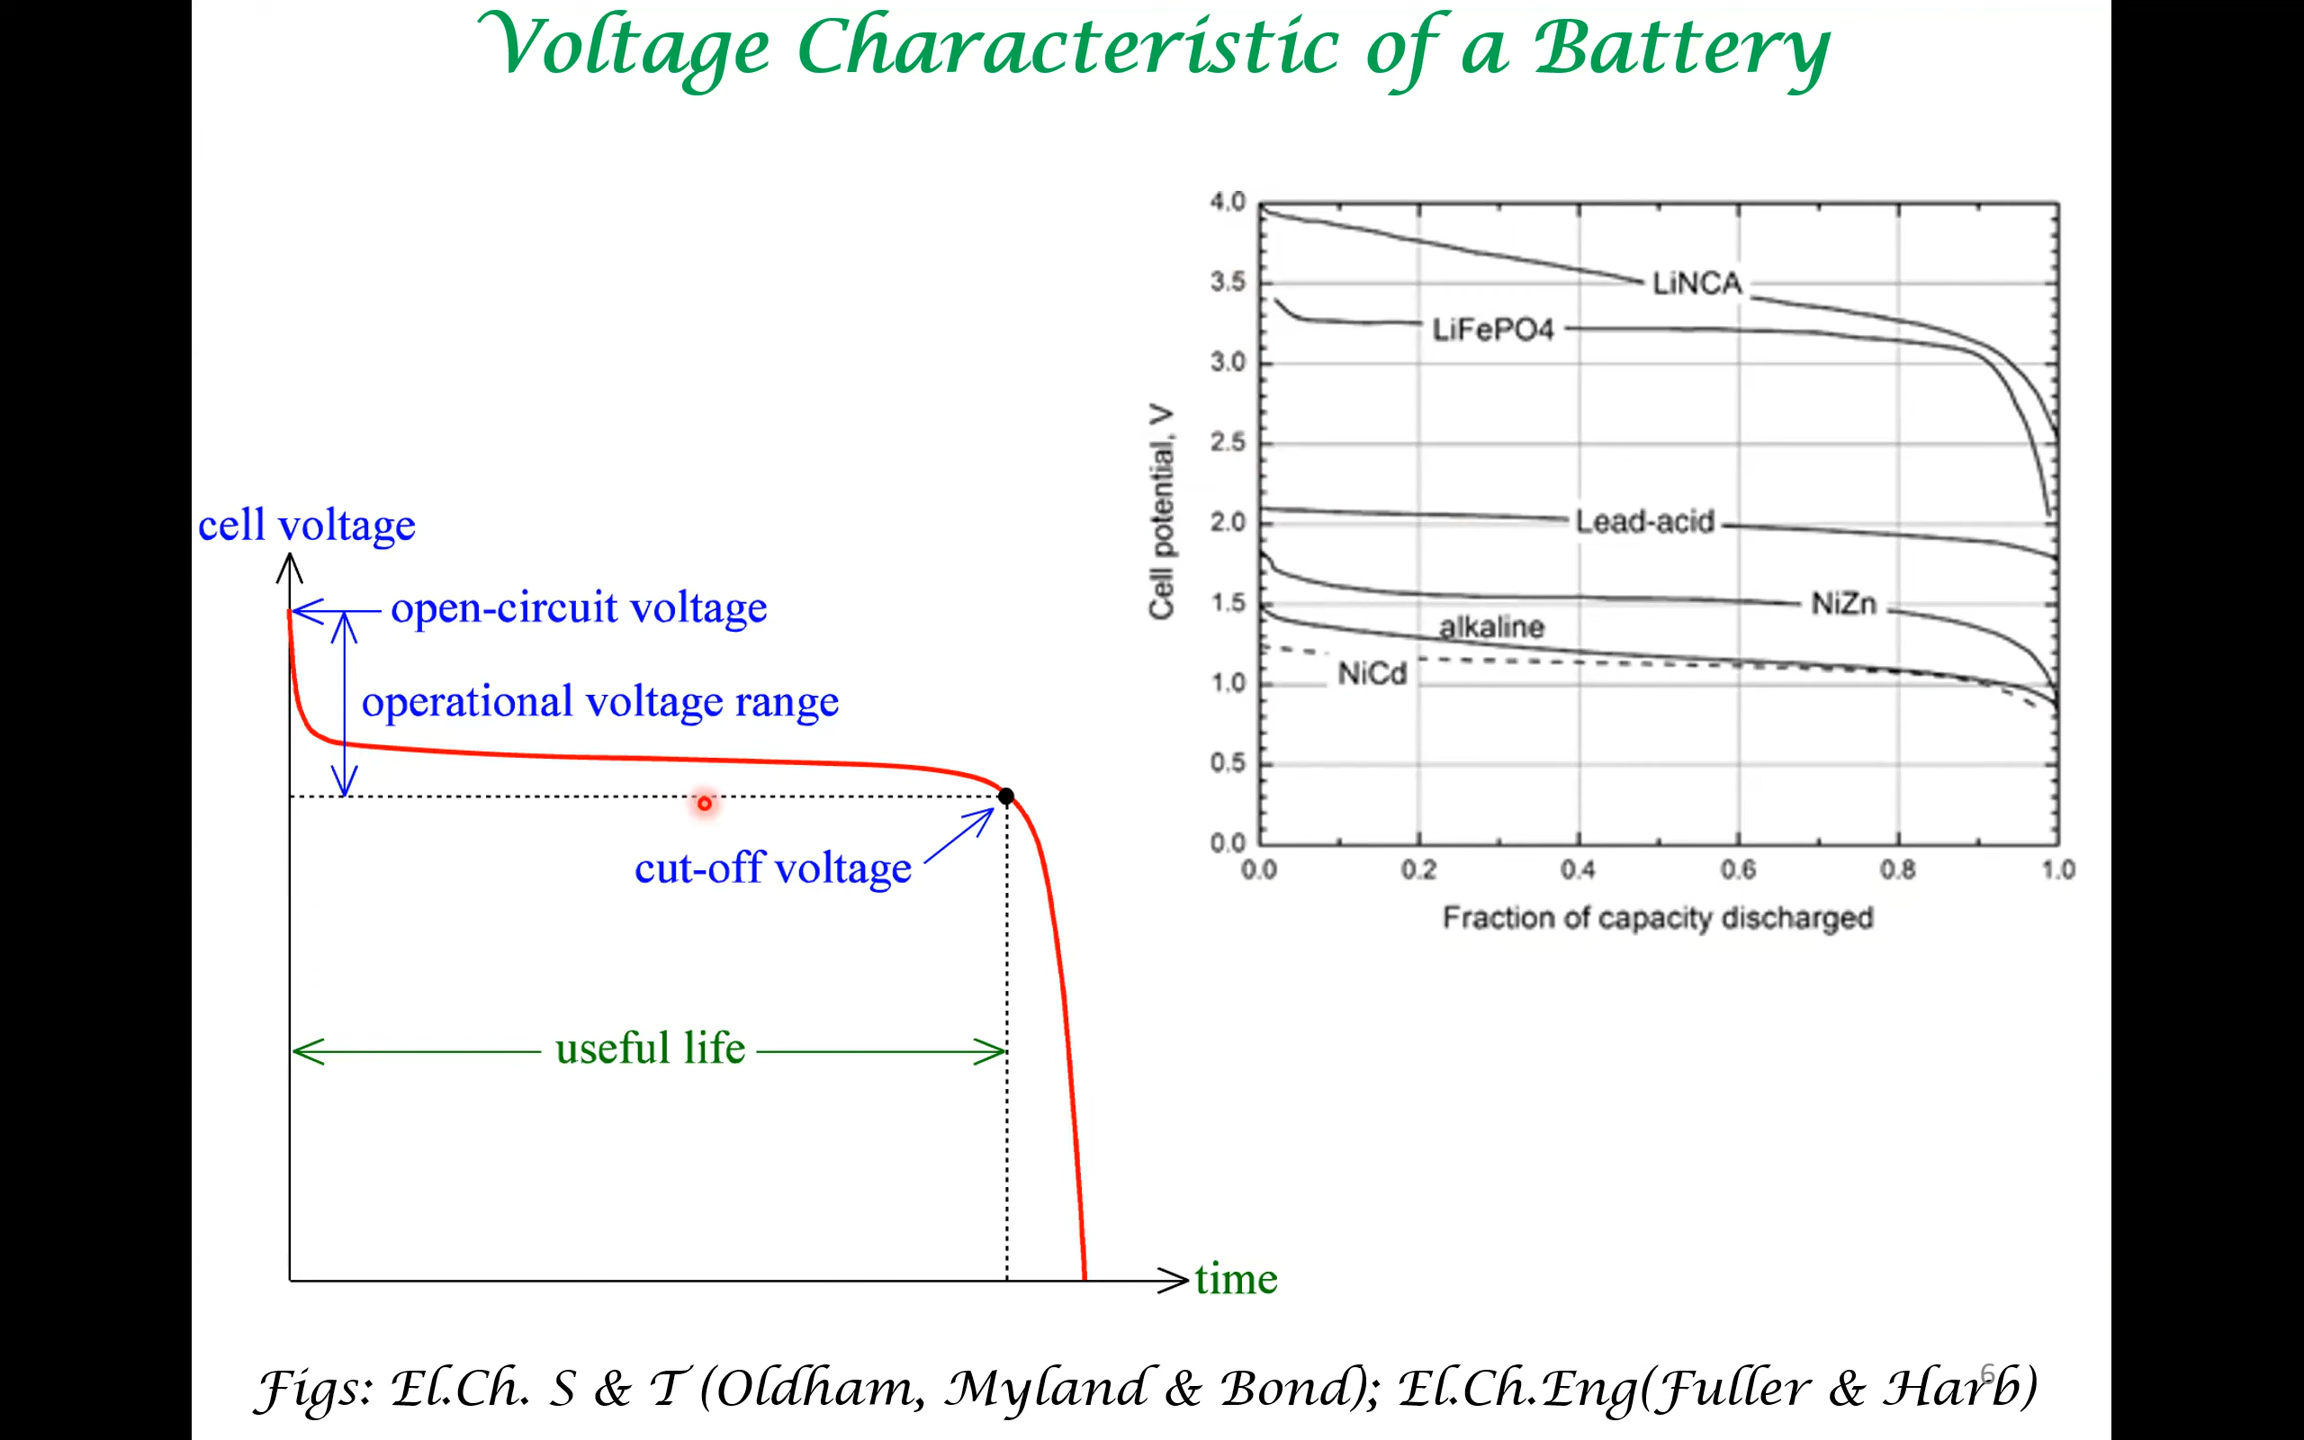 Voltage Characteristic of a Battery
cell voltage
open-circuit voltage
operational voltage range
cut-off voltage
useful life
time
4.0
3.5
3.0
2.5
2.0
1.5
1.0
0.5
0.0
Cell potential, V
LiNCA
LiFePO4
Lead-acid
NiZn
alkaline
NiCd
0.0 0.2 0.4 0.6 0.8 1.0
Fraction of capacity discharged
Figs: El.Ch. S & T (Oldham, Myland & Bond); El.Ch.Eng(Fuller & Harb)
6